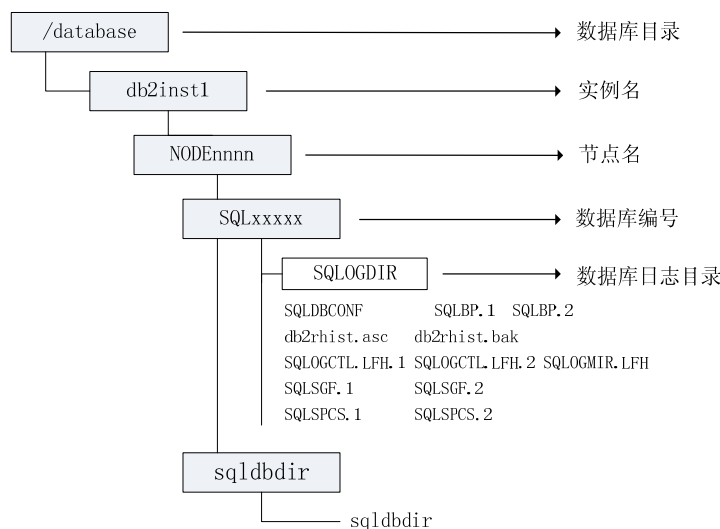 /database 数据库目录
db2inst1 实例名
NODEnnnn 节点名
SQLxxxxx 数据库编号
SQLOGDIR 数据库日志目录
SQLDBCONF SQLBP.1 SQLBP.2
db2rhist.asc db2rhist.bak
SQLOGCTL.LFH.1 SQLOGCTL.LFH.2 SQLOGMIR.LFH
SQLSGF.1 SQLSGF.2
SQLSPCS.1 SQLSPCS.2
sqldbdir
sqldbdir